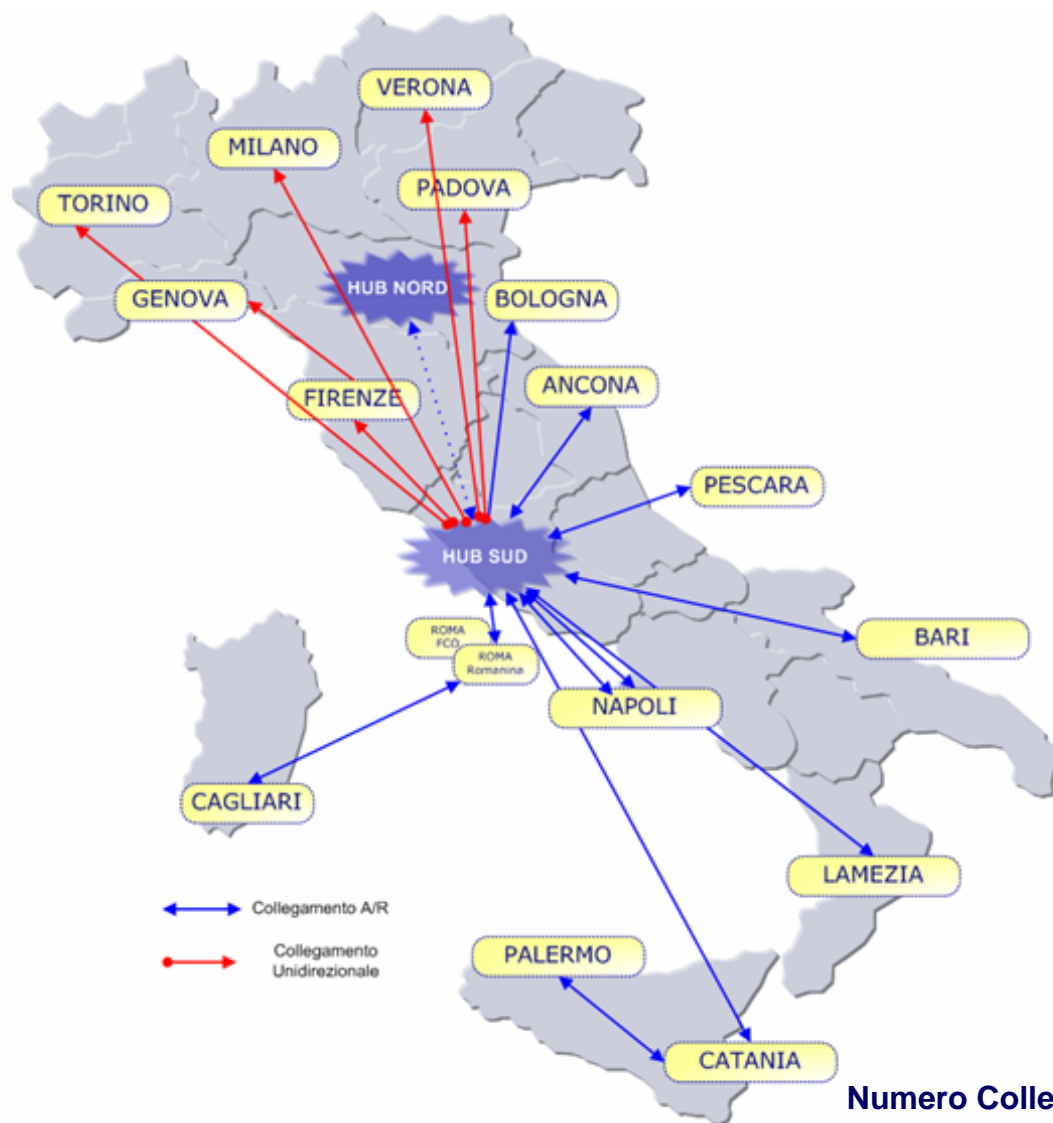 VERONA
MILANO
PADOVA
TORINO
HUB NORD
GENOVA
BOLOGNA
ANCONA
FIRENZE
PESCARA
HUB SUD
ROMA
FCO
ROMA
Romanina
BARI
NAPOLI
CAGLIARI
LAMEZIA
Collegamento A/R
Collegamento
Unidirezionale
PALERMO
CATANIA
Numero Colle